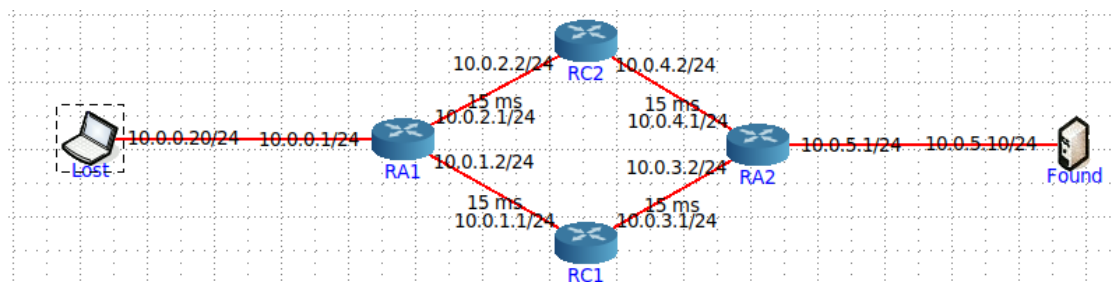 10.0.2.2/24
RC2
10.0.4.2/24
15 ms
10.0.2.1/24
15 ms
10.0.4.1/24
10.0.0.20/24
10.0.0.1/24
Lost
RA1
10.0.1.2/24
10.0.3.2/24
RA2
10.0.5.1/24
10.0.5.10/24
Found
15 ms
10.0.1.1/24
15 ms
10.0.3.1/24
RC1